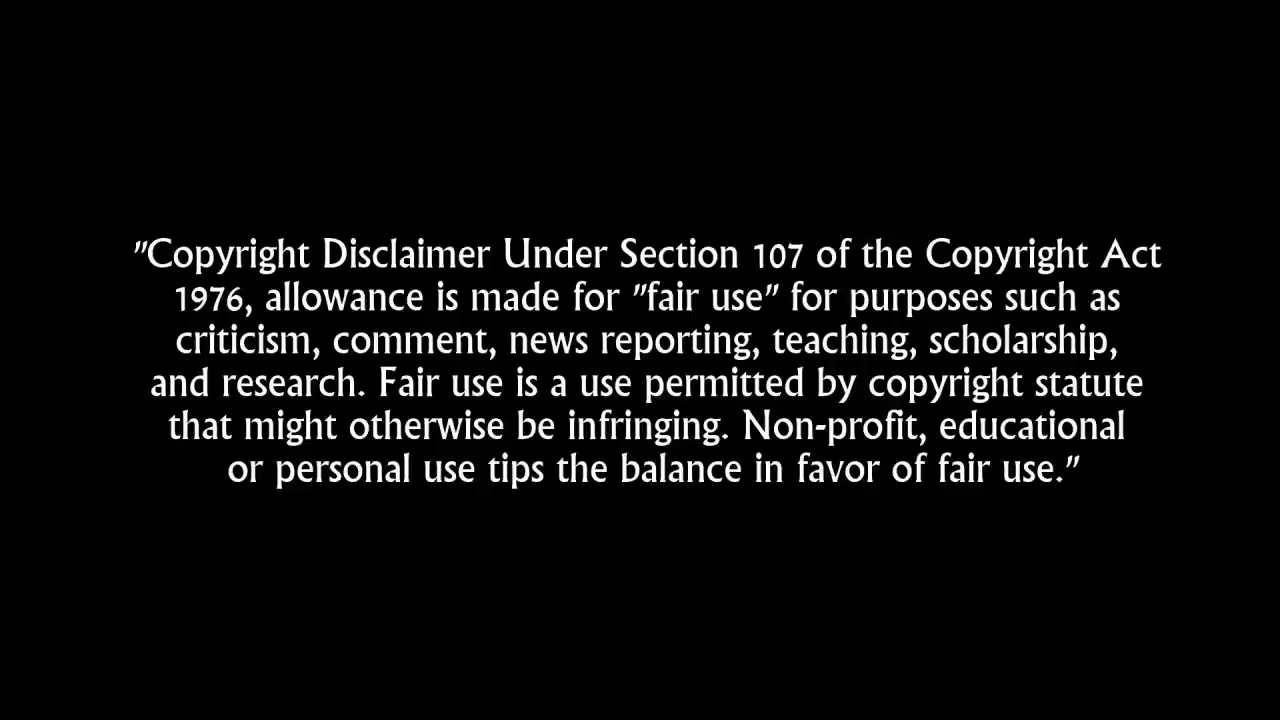 "Copyright Disclaimer Under Section 107 of the Copyright Act
1976, allowance is made for "fair use" for purposes such as
criticism, comment, news reporting, teaching, scholarship,
and research. Fair use is a use permitted by copyright statute
that might otherwise be infringing. Non-profit, educational
or personal use tips the balance in favor of fair use."